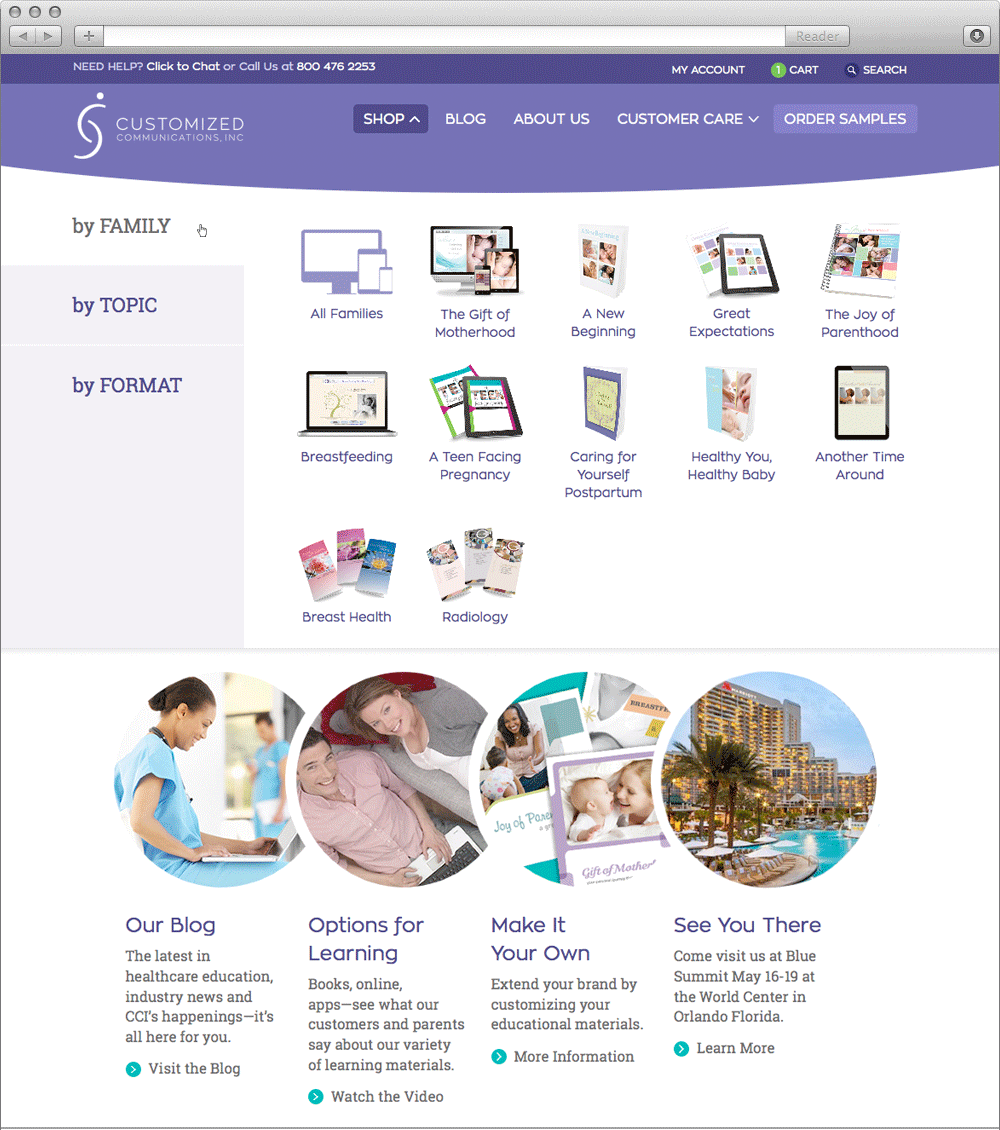 Reader
NEED HELP? Click to Chat or Call Us at 800 476 2253
MY ACCOUNT
1 CART
SEARCH
CUSTOMIZED
COMMUNICATIONS, INC
SHOP
BLOG
ABOUT US
CUSTOMER CARE
ORDER SAMPLES
by FAMILY
by TOPIC
by FORMAT
All Families
The Gift of
Motherhood
A New
Beginning
Great
Expectations
The Joy of
Parenthood
Breastfeeding
A Teen Facing
Pregnancy
Caring for
Yourself
Postpartum
Healthy You,
Healthy Baby
Another Time
Around
Breast Health
Radiology
MARRIOTT
BREASTFE
Joy of Paren
Gift of Mother
Our Blog
The latest in
healthcare education,
industry news and
CCI's happenings—it's
all here for you.
Visit the Blog
Options for
Learning
Books, online,
apps—see what our
customers and parents
say about our variety
of learning materials.
Watch the Video
Make It
Your Own
Extend your brand by
customizing your
educational materials.
More Information
See You There
Come visit us at Blue
Summit May 16-19 at
the World Center in
Orlando Florida.
Learn More